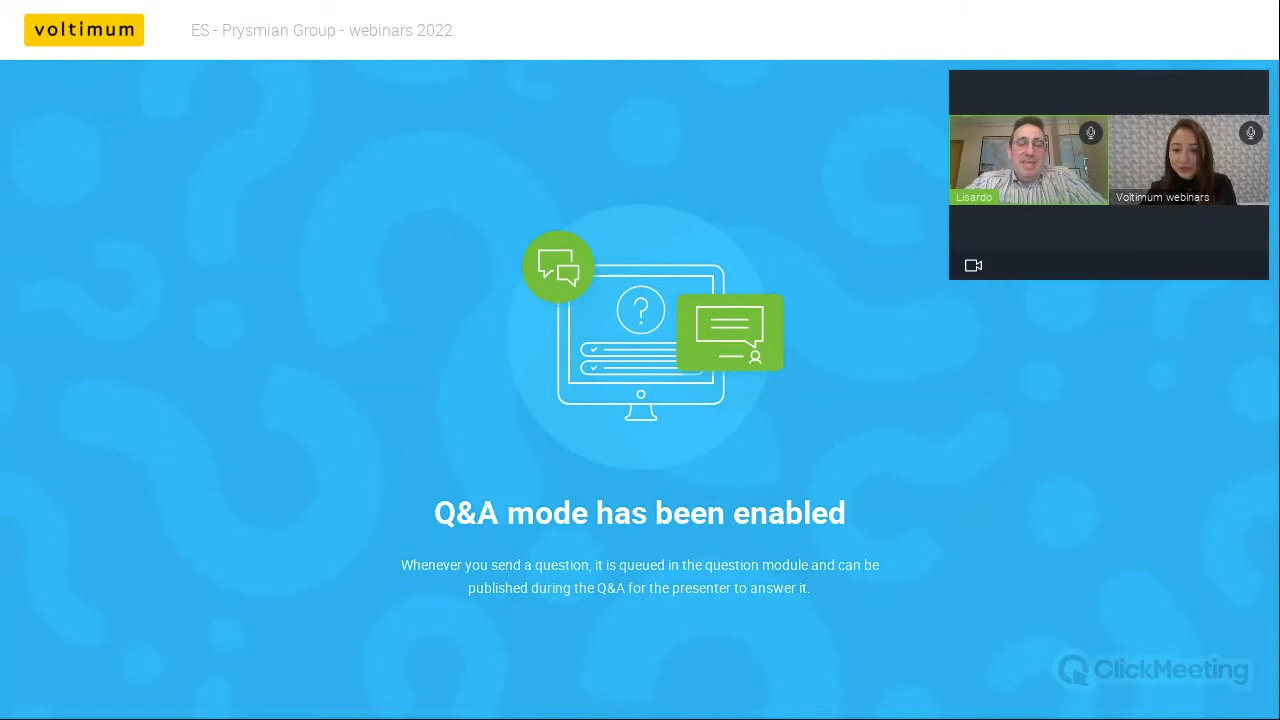 voltimum
ES - Prysmian Group - webinars 2022
Lisardo
Voltimum webinars
Q&A mode has been enabled
Whenever you send a question, it is queued in the question module and can be
published during the Q&A for the presenter to answer it.
ClickMeeting